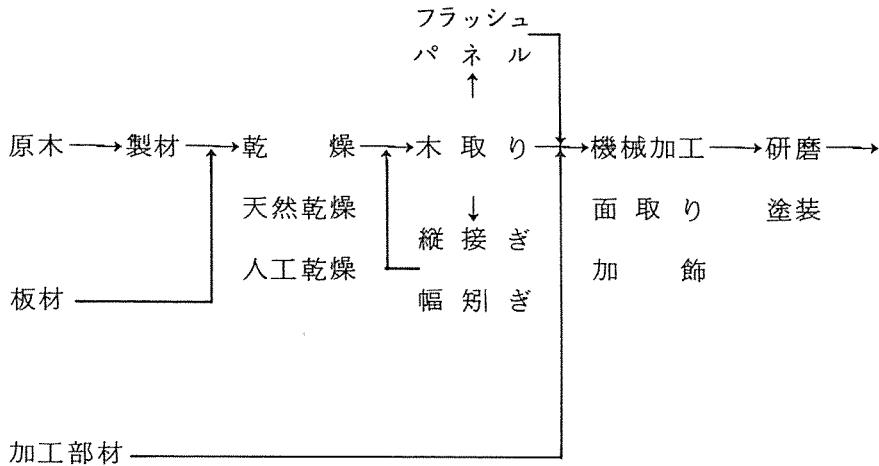 フラッシュ
パネル
原木 製材 乾燥 木取り 機械加工 研磨
天然乾燥 面取り 塗装
縦接ぎ
人工乾燥 加飾
板材 幅矧ぎ
加工部材